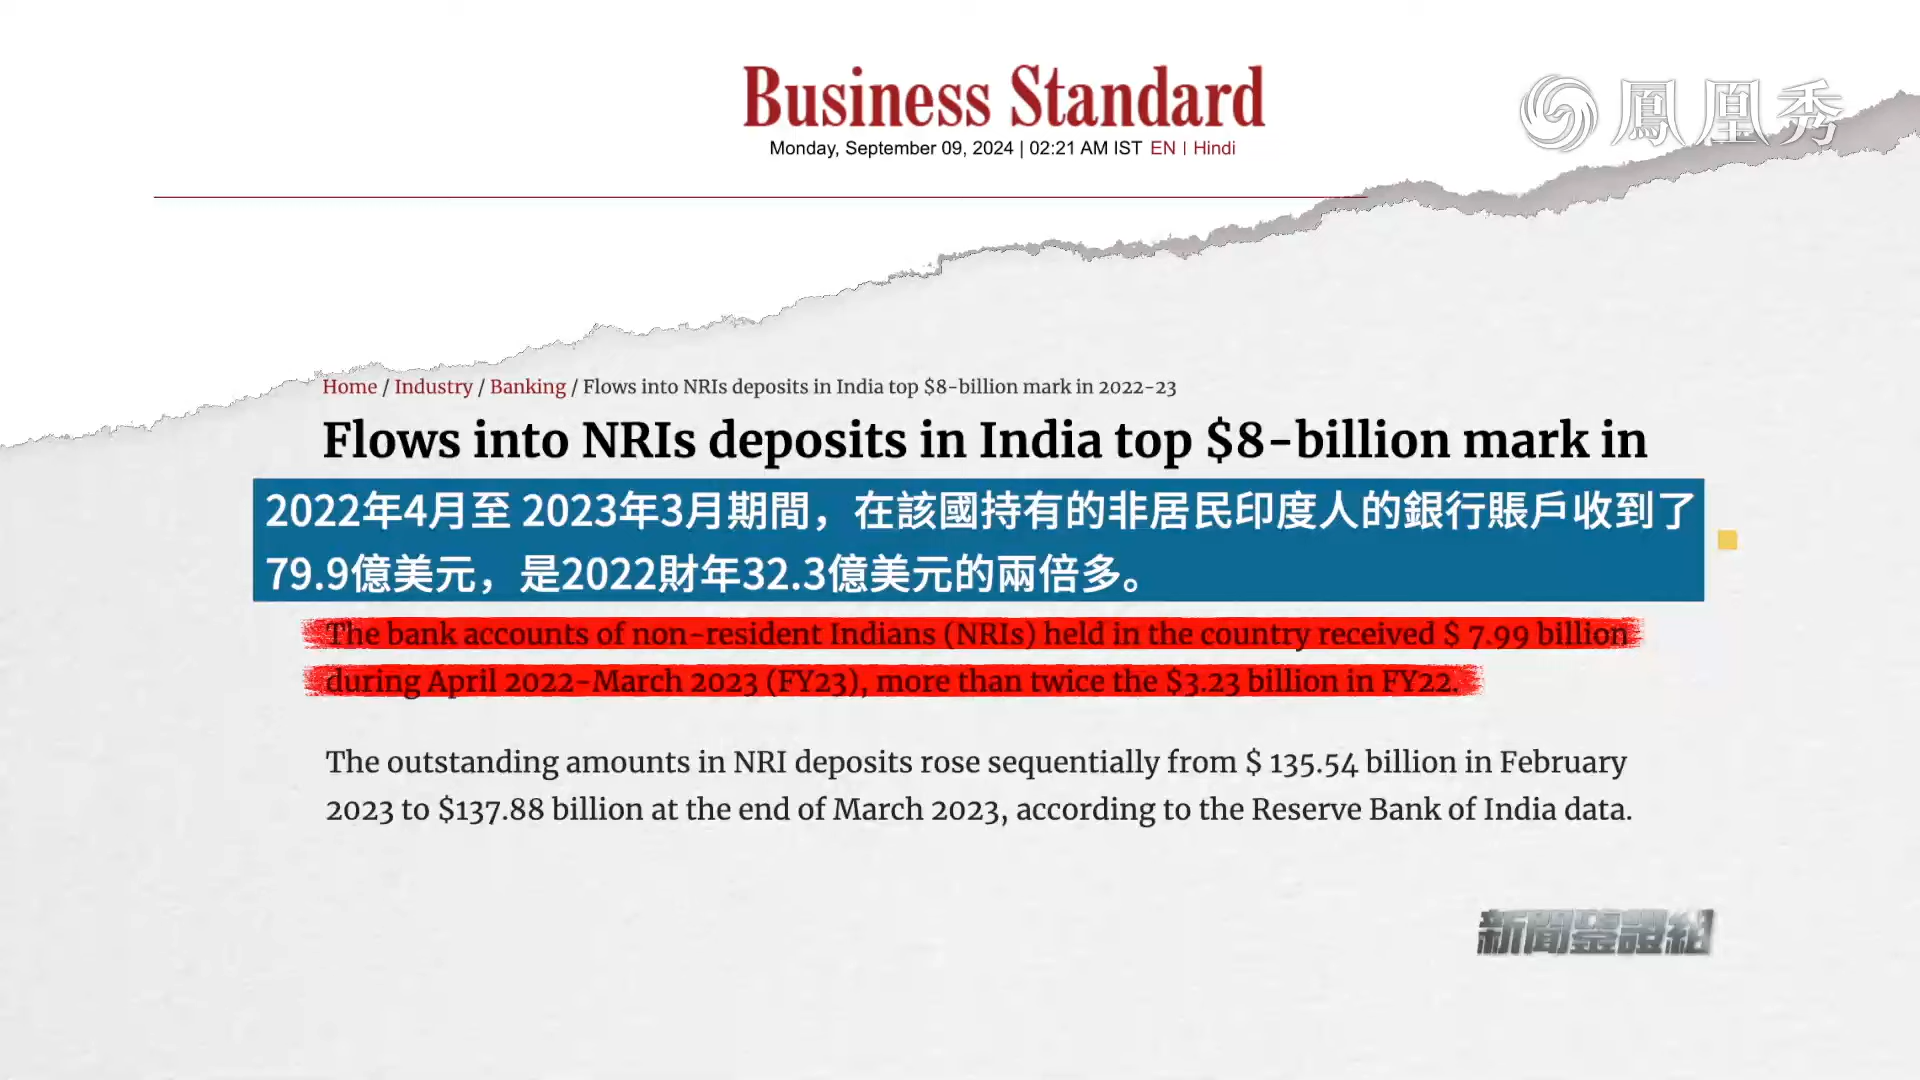 Business Standard
鳳凰秀
Monday, September 09, 2024 | 02:21 AM IST EN | Hindi
Home / Industry / Banking / Flows into NRIs deposits in India top $8-billion mark in 2022-23
Flows into NRIs deposits in India top $8-billion mark in
2022年4月至 2023年3月期間，在該國持有的非居民印度人的銀行賬戶收到了
79.9億美元，是2022財年32.3億美元的兩倍多。
The bank accounts of non-resident Indians (NRIs) held in the country received $ 7.99 billion
during April 2022-March 2023 (FY23), more than twice the $3.23 billion in FY22.
The outstanding amounts in NRI deposits rose sequentially from $ 135.54 billion in February
2023 to $137.88 billion at the end of March 2023, according to the Reserve Bank of India data.
新聞鑒證組